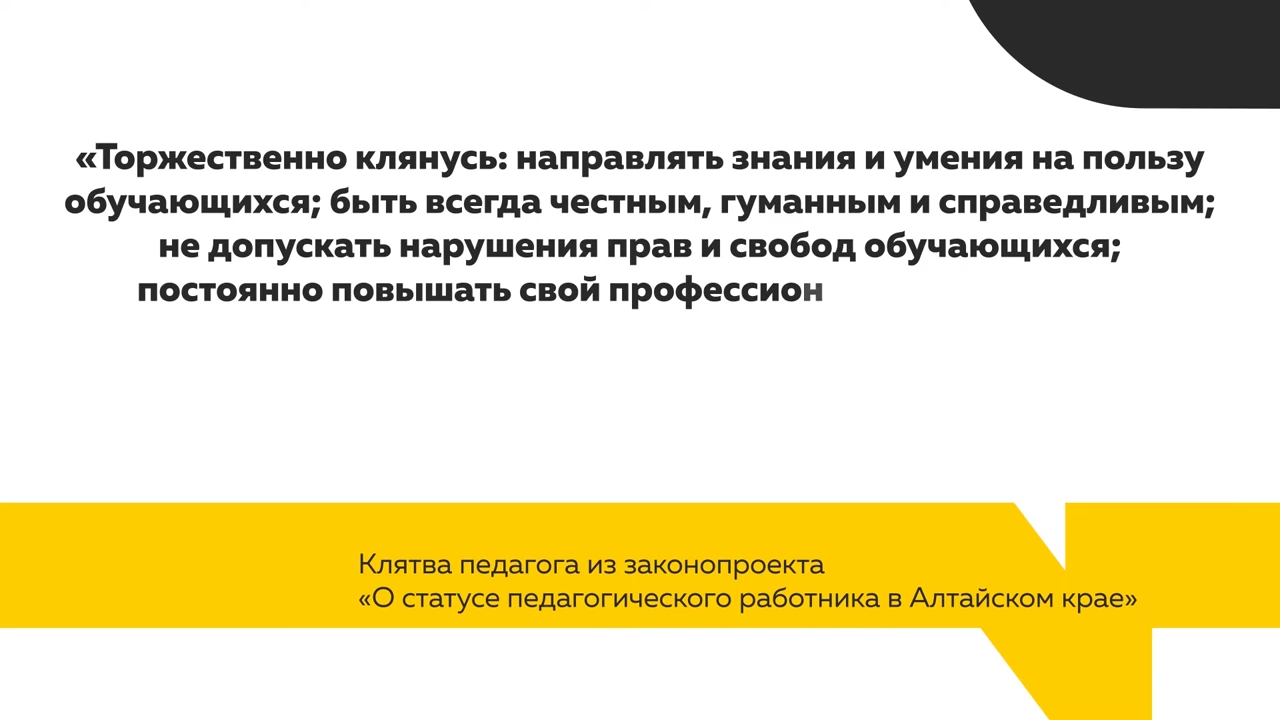 «Торжественно клянусь: направлять знания и умения на пользу
обучающихся; быть всегда честным, гуманным и справедливым;
не допускать нарушения прав и свобод обучающихся;
постоянно повышать свой профессион
Клятва педагога из законопроекта
«О статусе педагогического работника в Алтайском крае»